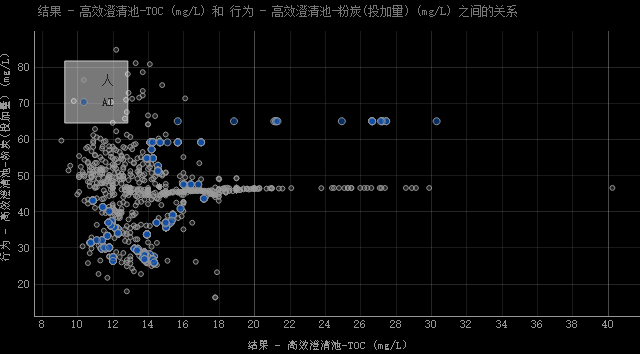 结果 - 高效澄清池-TOC (mg/L) 和 行为 - 高效澄清池-粉炭(投加量) (mg/L) 之间的关系
行为 - 高效澄清池-粉炭(投加量) (mg/L)
80
70
60
50
40
30
20
人
AI
8 10 12 14 16 18 20 22 24 26 28 30 32 34 36 38 40 42
结果 - 高效澄清池-TOC (mg/L)